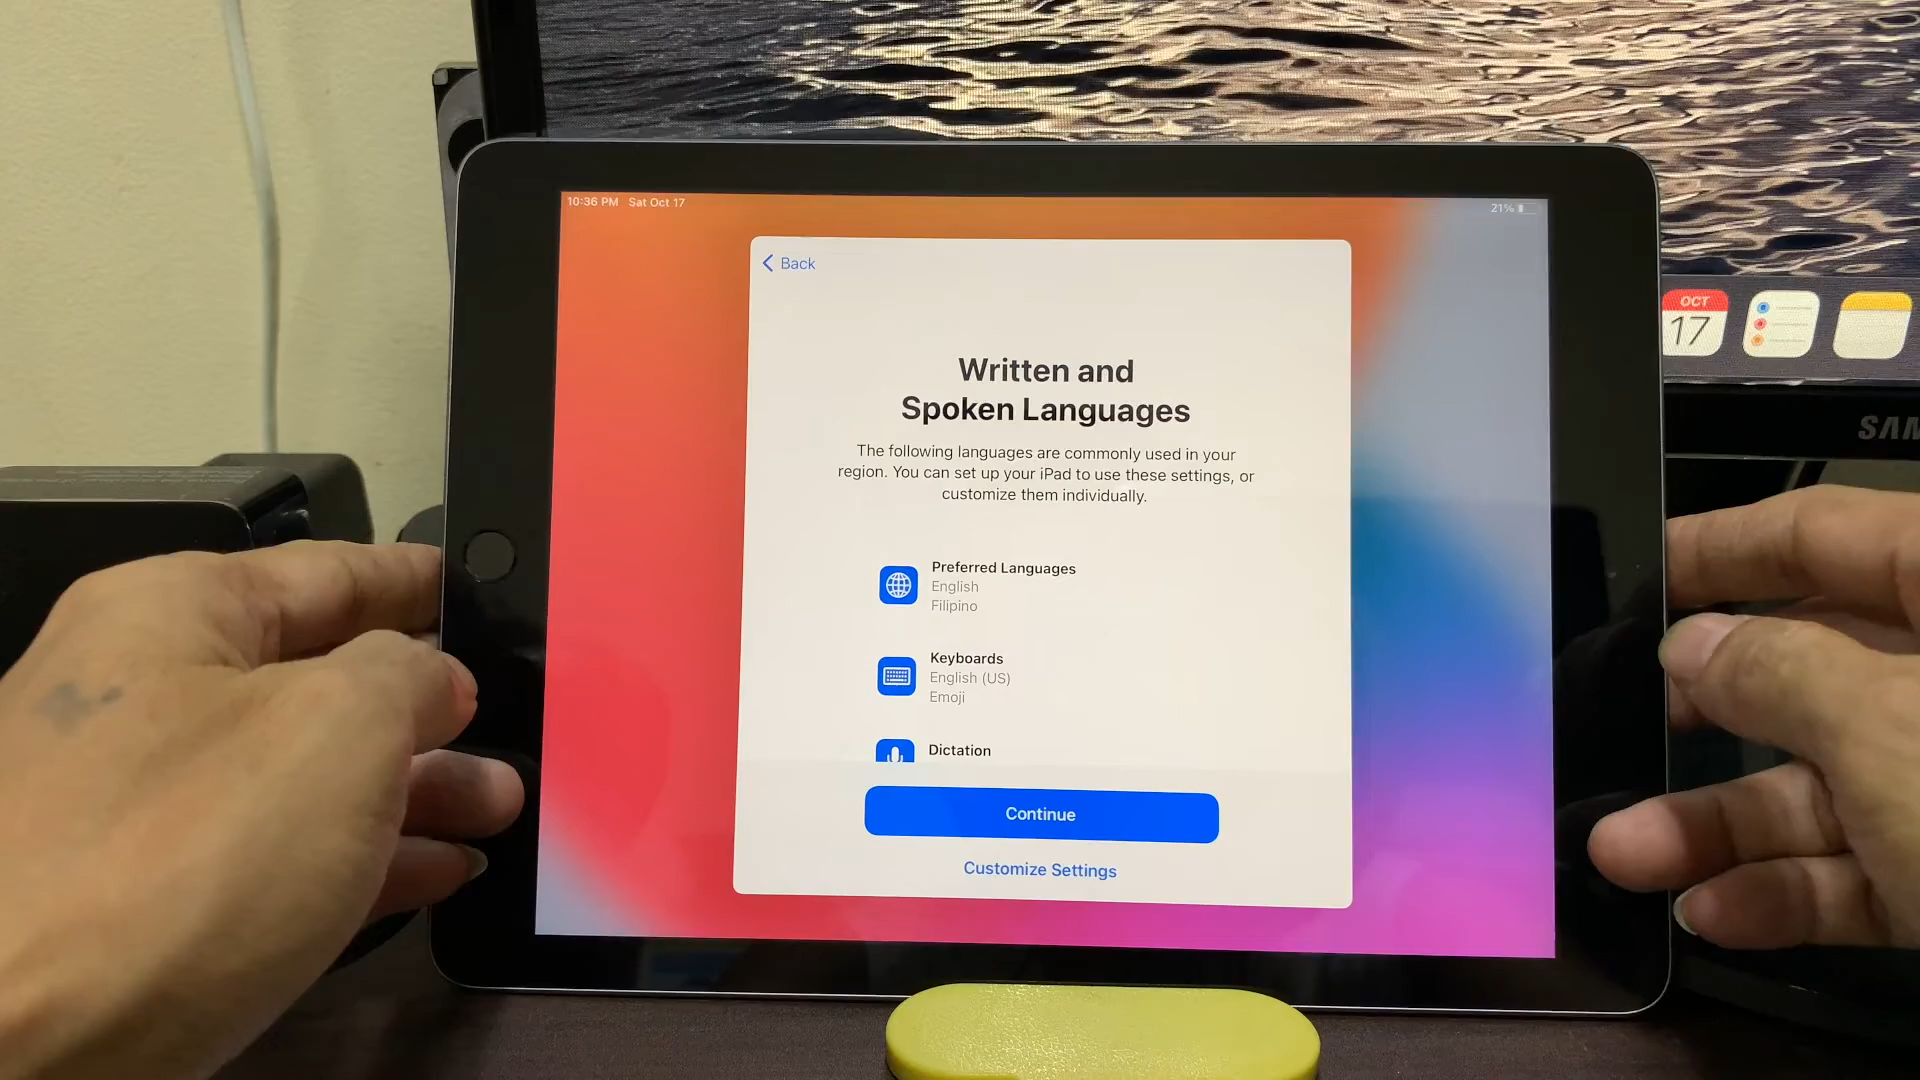 10:36 PM Sat Oct 17
21%
Back
Written and
Spoken Languages
The following languages are commonly used in your
region. You can set up your iPad to use these settings, or
customize them individually.
Preferred Languages
English
Filipino
Keyboards
English (US)
Emoji
Dictation
Continue
Customize Settings
OCT
17
SAM